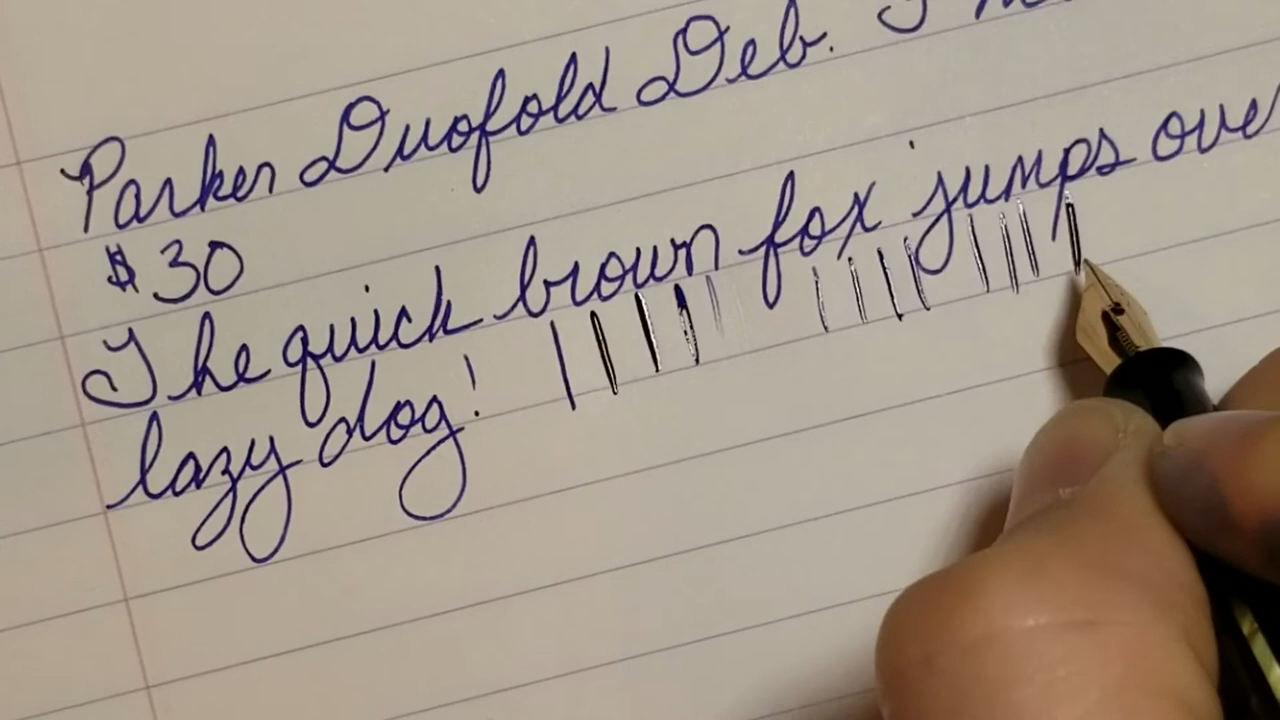 Parker Duofold Deb. I
$30
The quick brown fox jumps over
lazy dog!